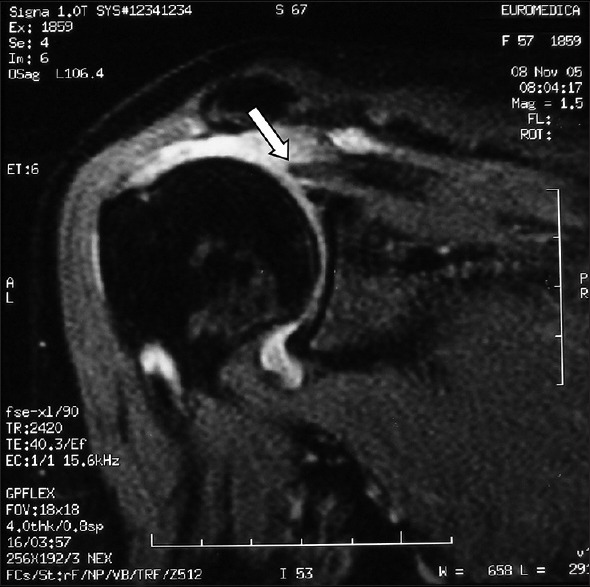 Signa 1.0T SYS#12341234
Ex: 1859
Se: 4
Im: 6
OSag L106.4
S 67
EUROMEDICA
F 57 1859
08 Nov 05
08:04:17
Mag = 1.5
FL:
ROT:
ET:6
A
L
P
R
fse-xl/90
TR:2420
TE:40.3/Ef
EC:1/1 15.6kHz
GPFLEX
FOV:18x18
4.0thk/0.8sp
16/03:57
256X192/3 NEX
FCs/St:rF/NP/VB/TRF/Z512
I 53
W = 658 L = 291